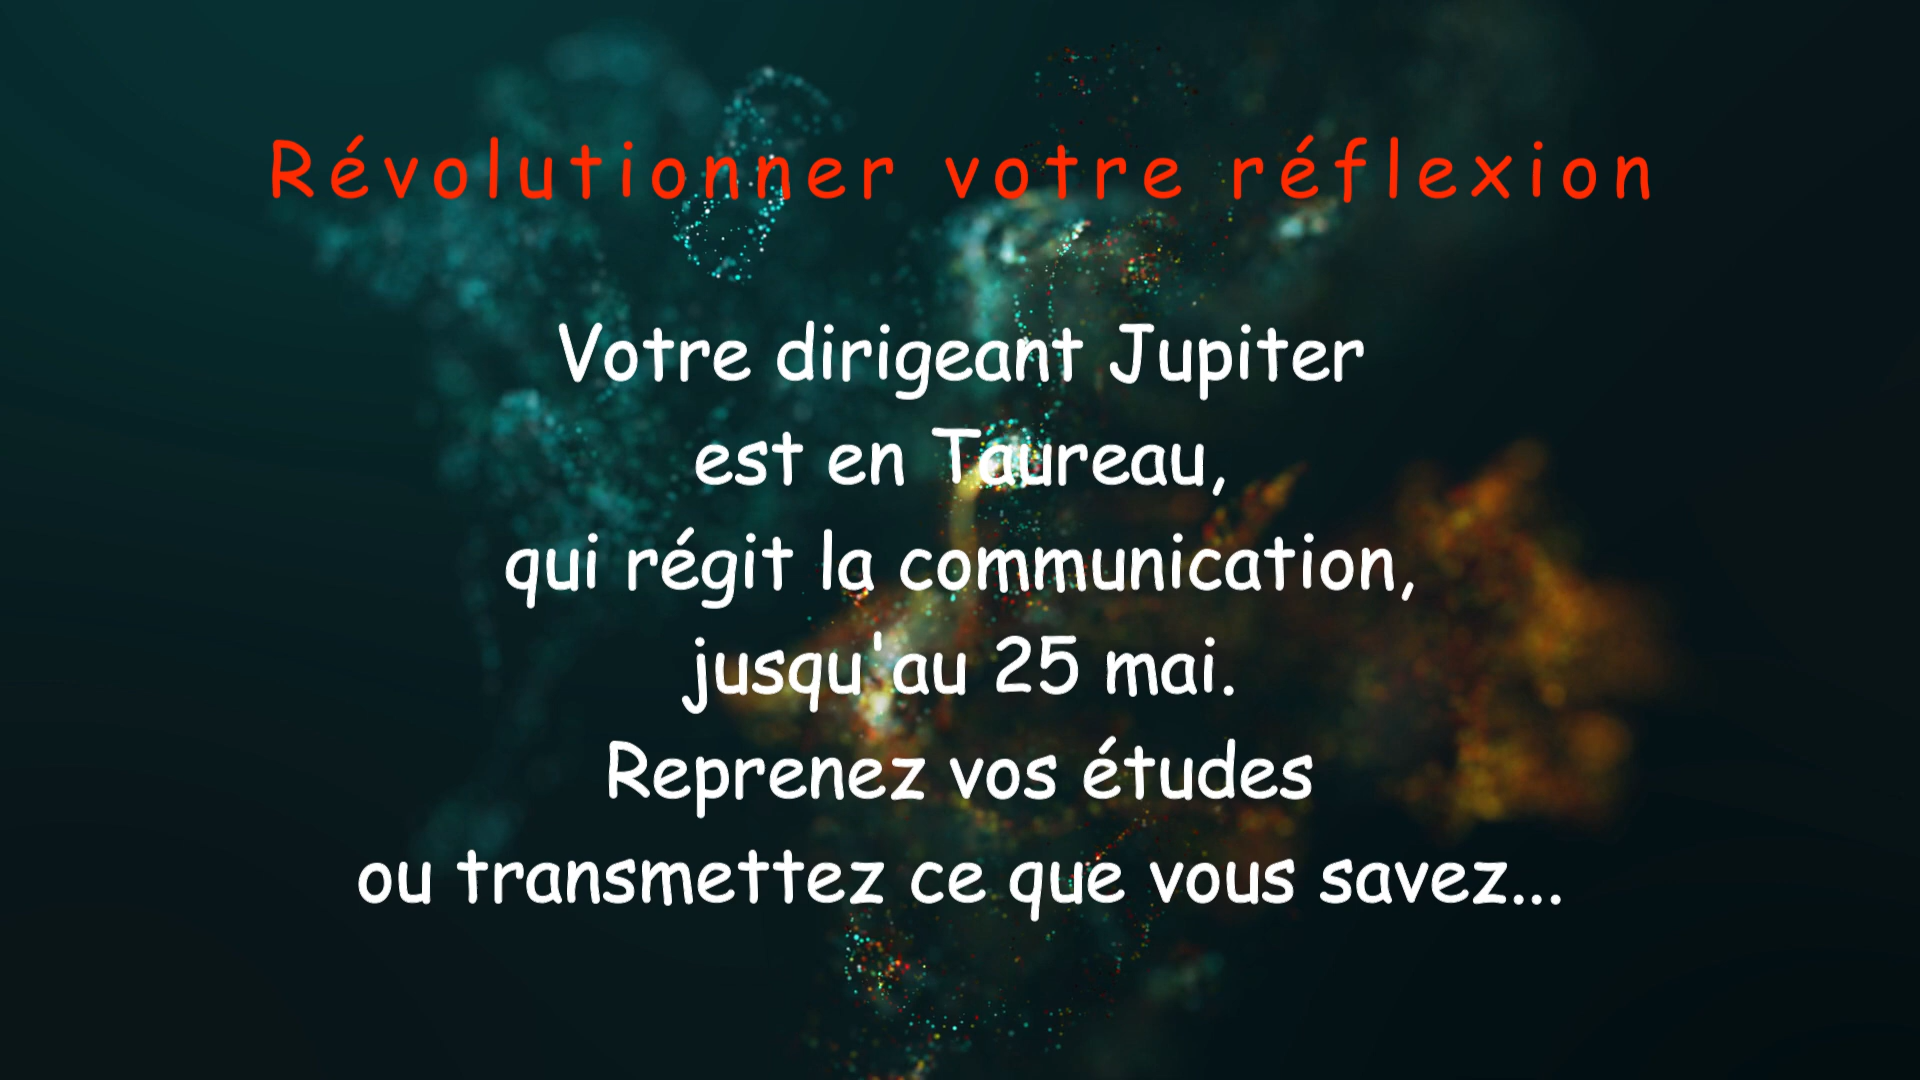 Révolutionner votre réflexion
Votre dirigeant Jupiter
est en Taureau,
qui régit la communication,
jusqu'au 25 mai.
Reprenez vos études
ou transmettez ce que vous savez...